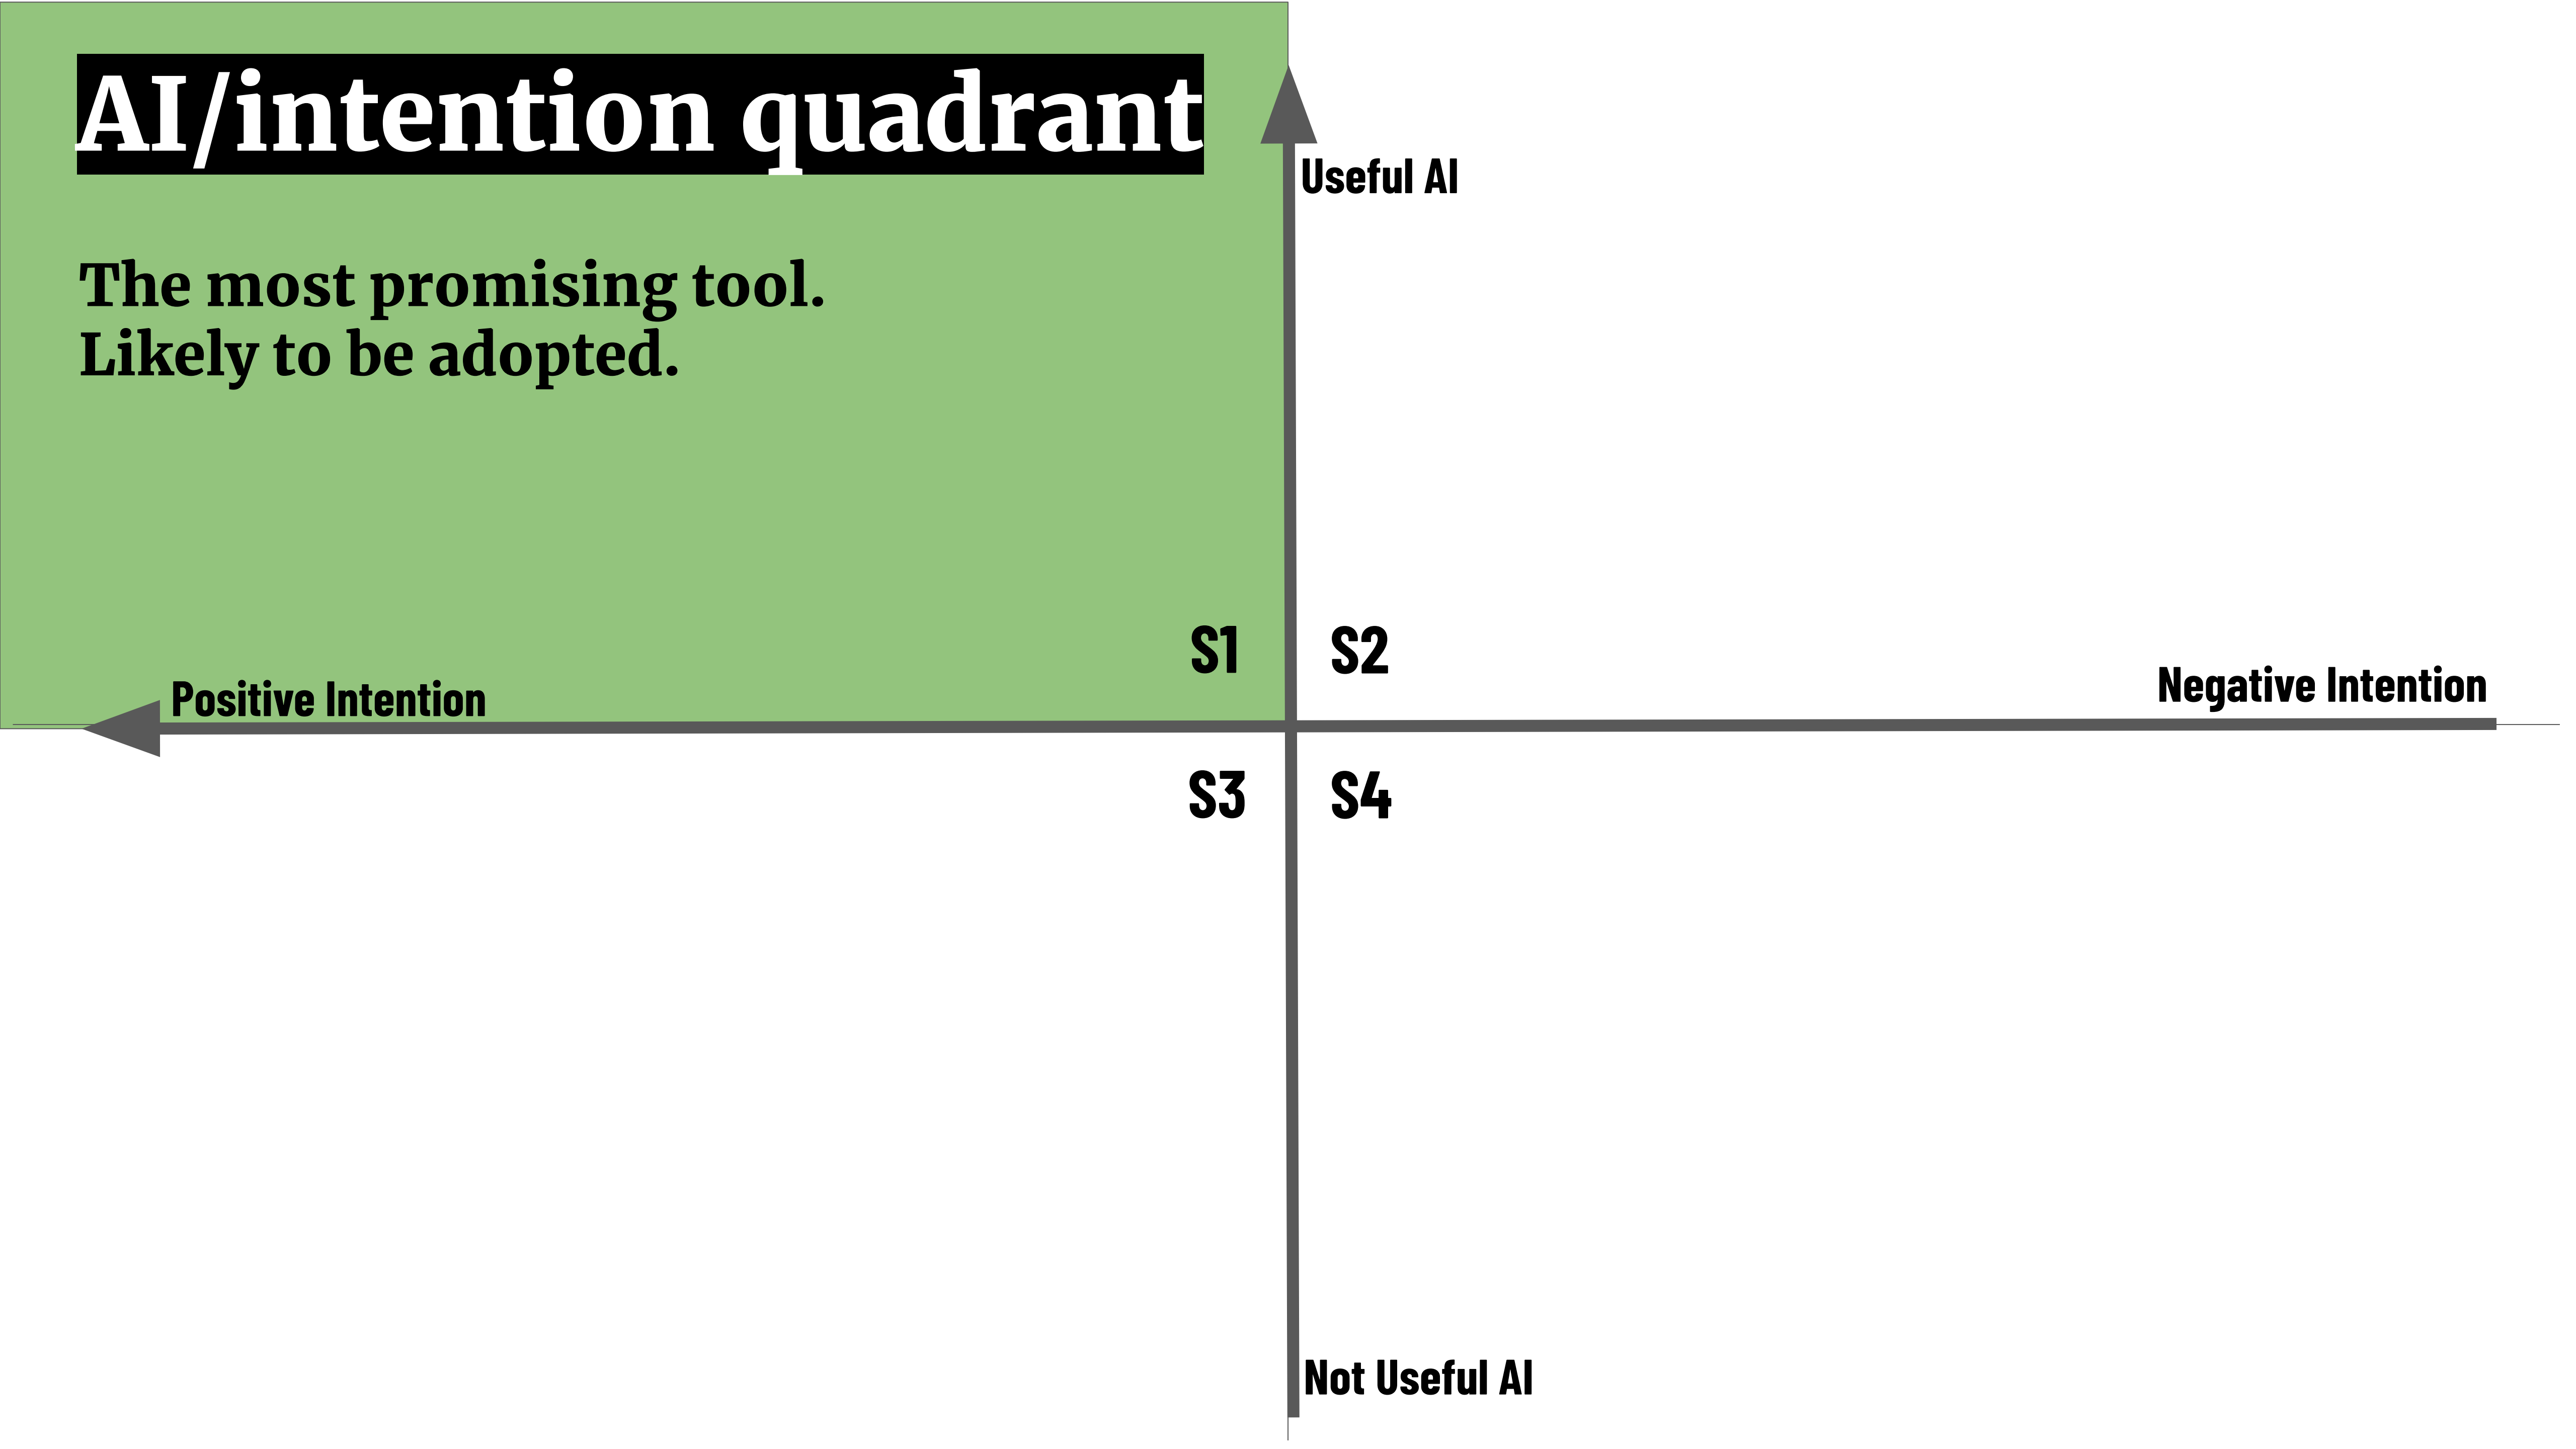 AI/intention quadrant
Useful AI
The most promising tool.
Likely to be adopted.
S1
S2
Positive Intention
Negative Intention
S3
S4
Not Useful AI